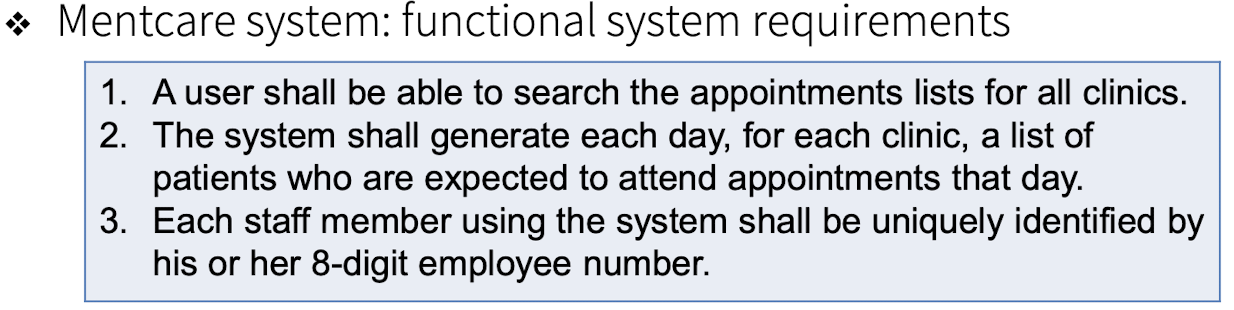 ❖ Mentcare system: functional system requirements
1. A user shall be able to search the appointments lists for all clinics.
2. The system shall generate each day, for each clinic, a list of
patients who are expected to attend appointments that day.
3. Each staff member using the system shall be uniquely identified by
his or her 8-digit employee number.